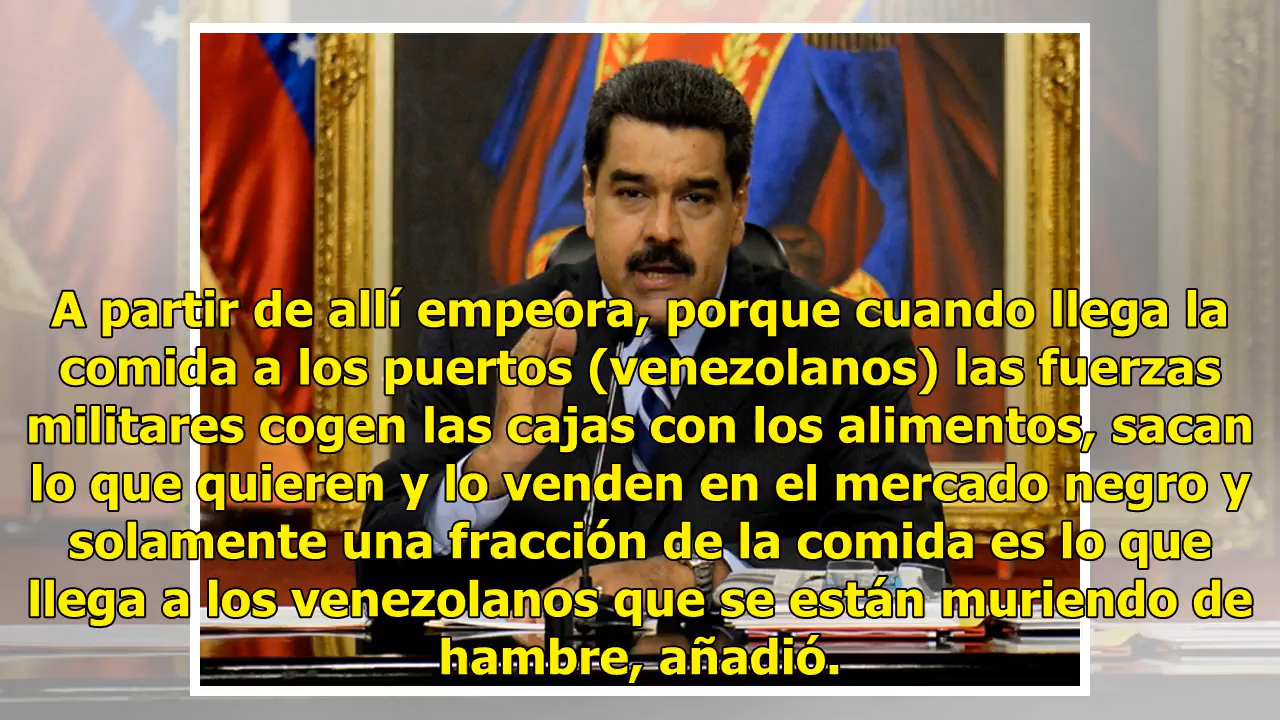 A partir de allí empeora, porque cuando llega la
comida a los puertos (venezolanos) las fuerzas
militares cogen las cajas con los alimentos, sacan
lo que quieren y lo venden en el mercado negro y
solamente una fracción de la comida es lo que
llega a los venezolanos que se están muriendo de
hambre, añadió.